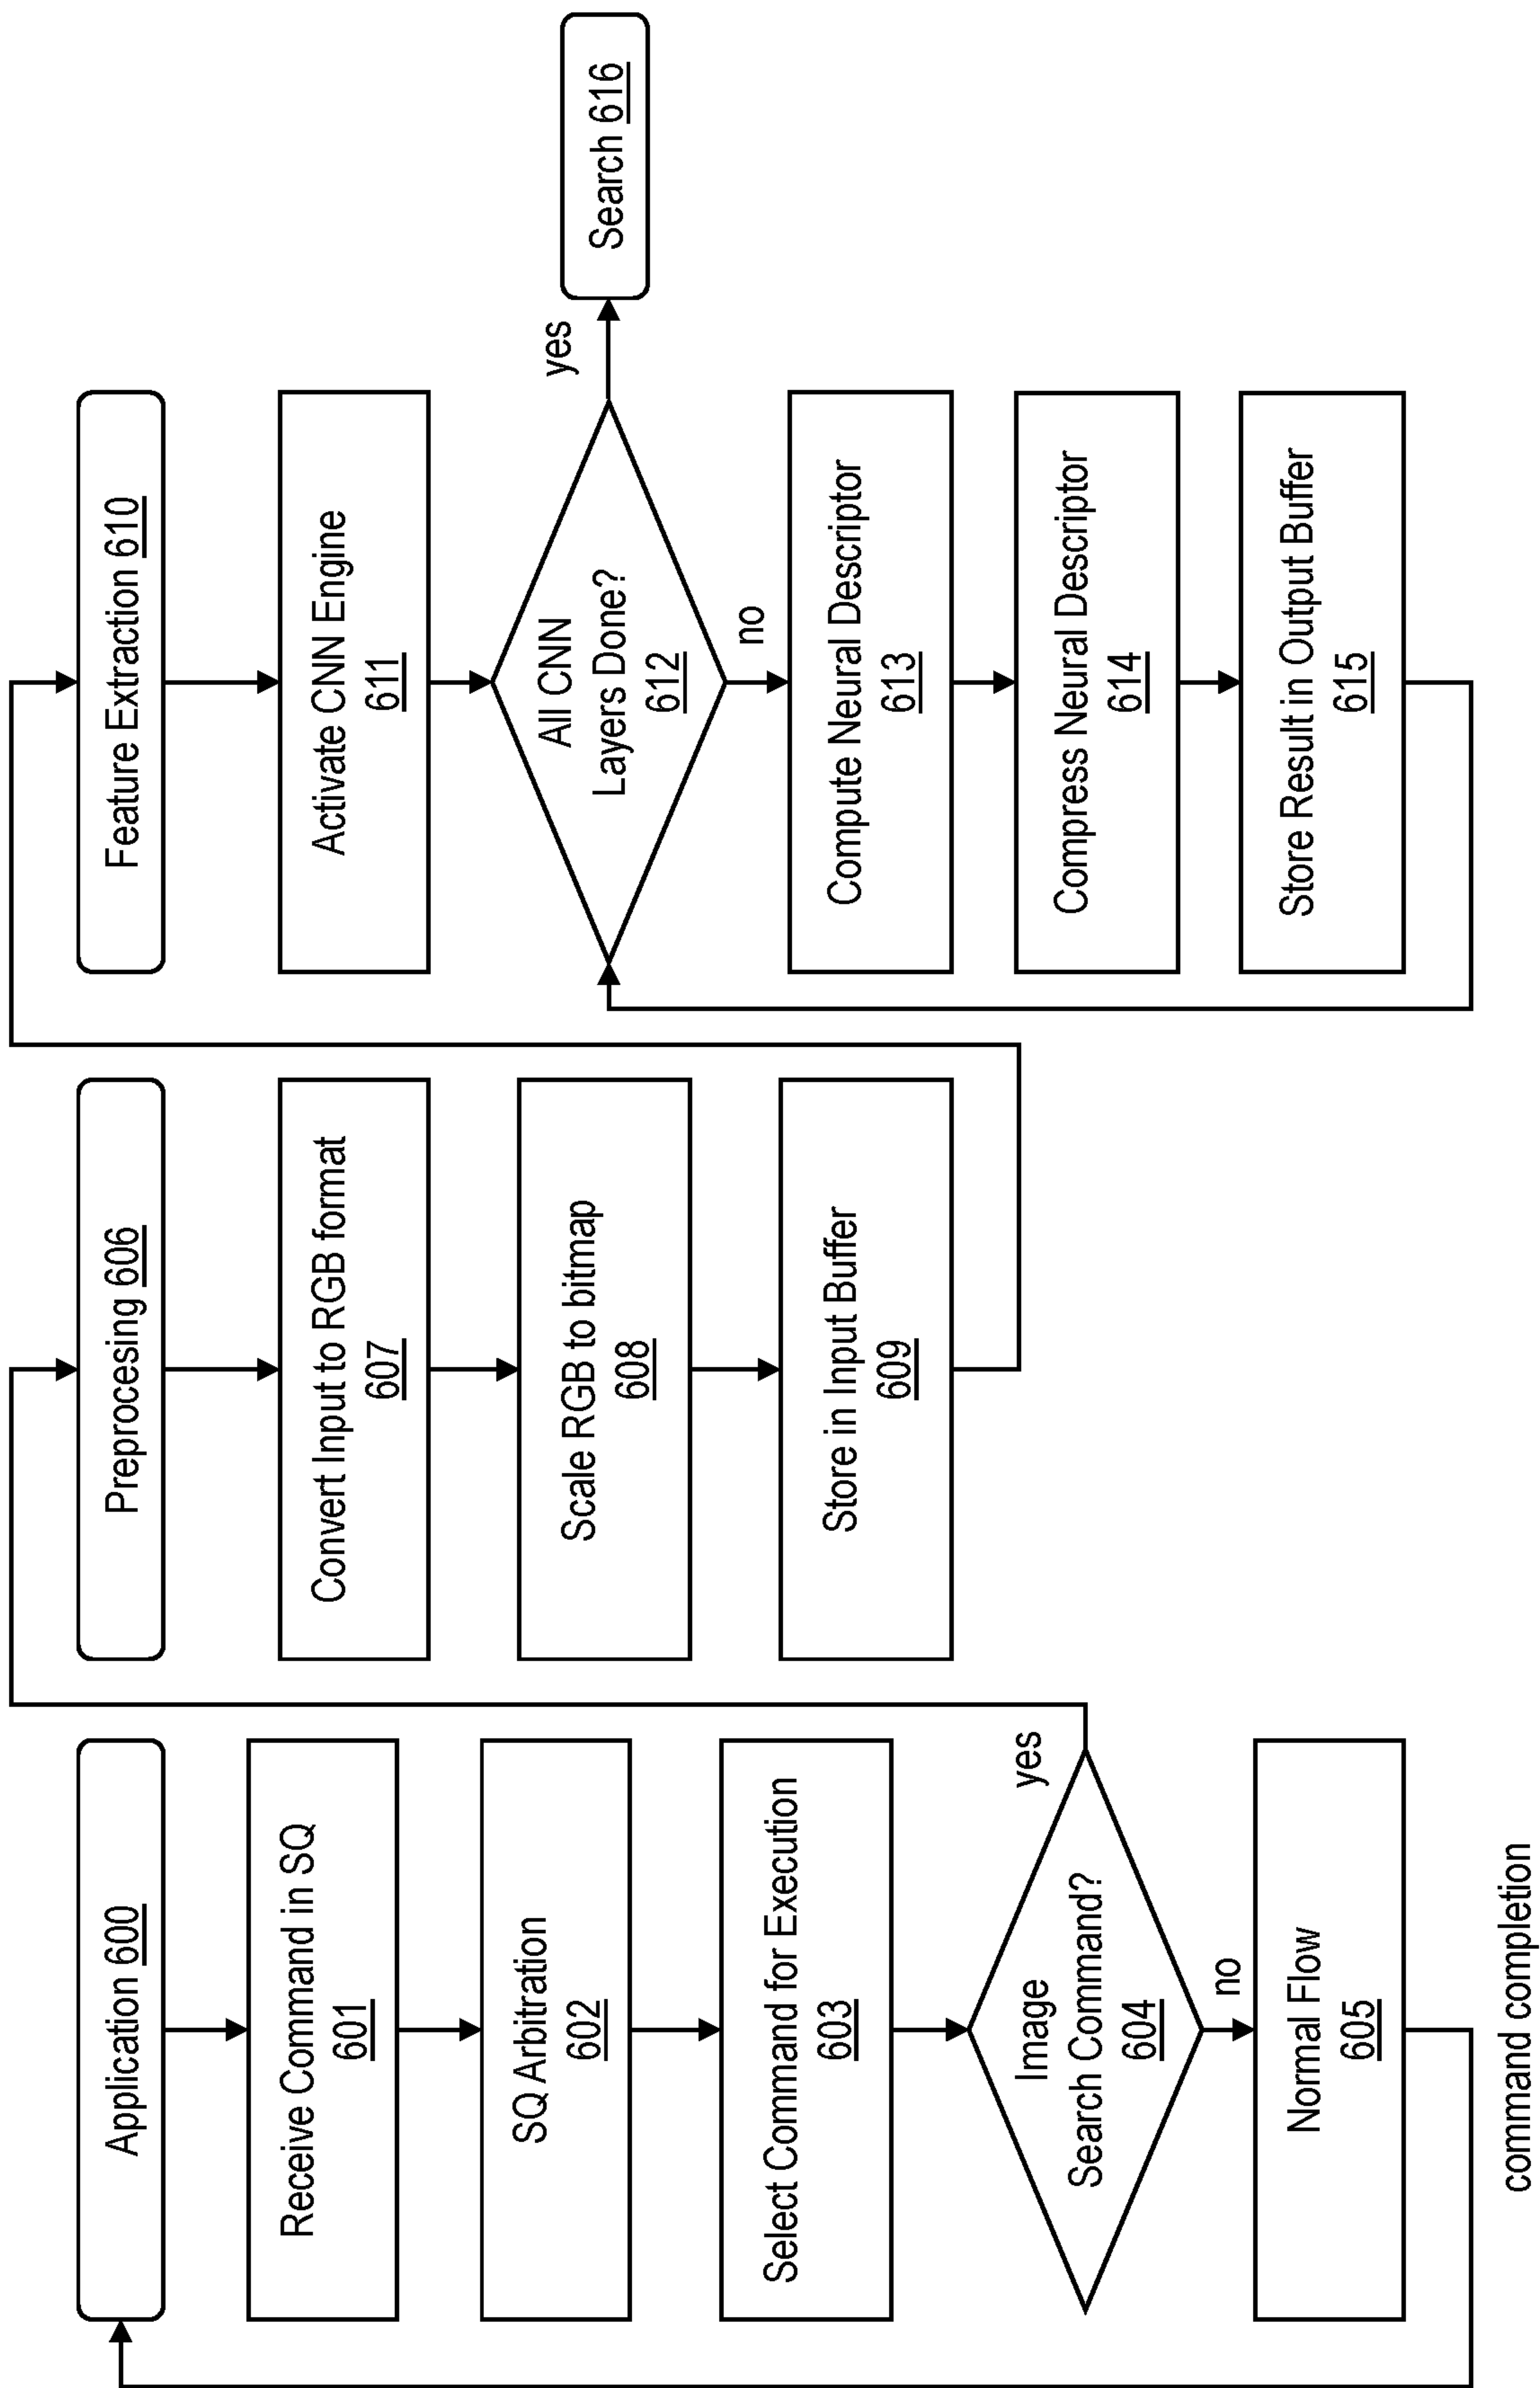 Application 600
Receive Command in SQ
601
SQ Arbitration
602
Select Command for Execution
603
Image
Search Command?
604
yes
no
Normal Flow
605
command completion
Preprocesing 606
Convert Input to RGB format
607
Scale RGB to bitmap
608
Store in Input Buffer
609
Feature Extraction 610
Activate CNN Engine
611
All CNN
Layers Done?
612
yes
no
Search 616
Compute Neural Descriptor
613
Compress Neural Descriptor
614
Store Result in Output Buffer
615